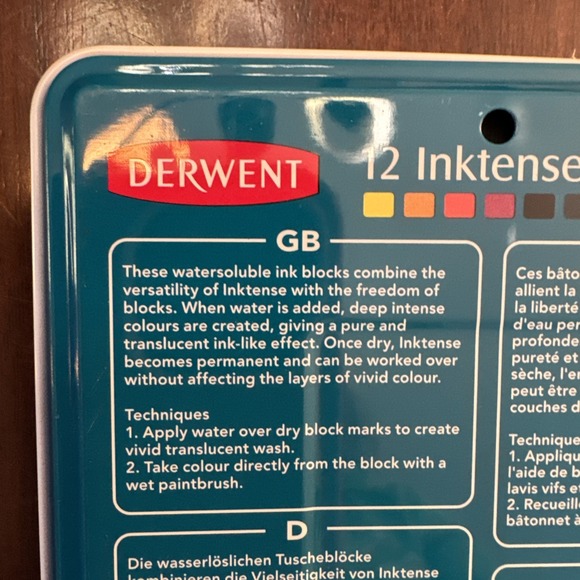 DERWENT
12 Inktense
GB
These watersoluble ink blocks combine the
versatility of Inktense with the freedom of
blocks. When water is added, deep intense
colours are created, giving a pure and
translucent ink-like effect. Once dry, Inktense
becomes permanent and can be worked over
without affecting the layers of vivid colour.
Techniques
1. Apply water over dry block marks to create
vivid translucent wash.
2. Take colour directly from the block with a
wet paintbrush.
D
Die wasserlöslichen Tuscheblöcke
kombinieren die Vielseitigkeit von Inktense
Ces bâto
allient la
la liberté
d'eau per
profonde
pureté et
sèche, l'e
peut être
couches d
Technique
1. Appliqu
l'aide de b
lavis vifs e
2. Recueill
bâtonnet à